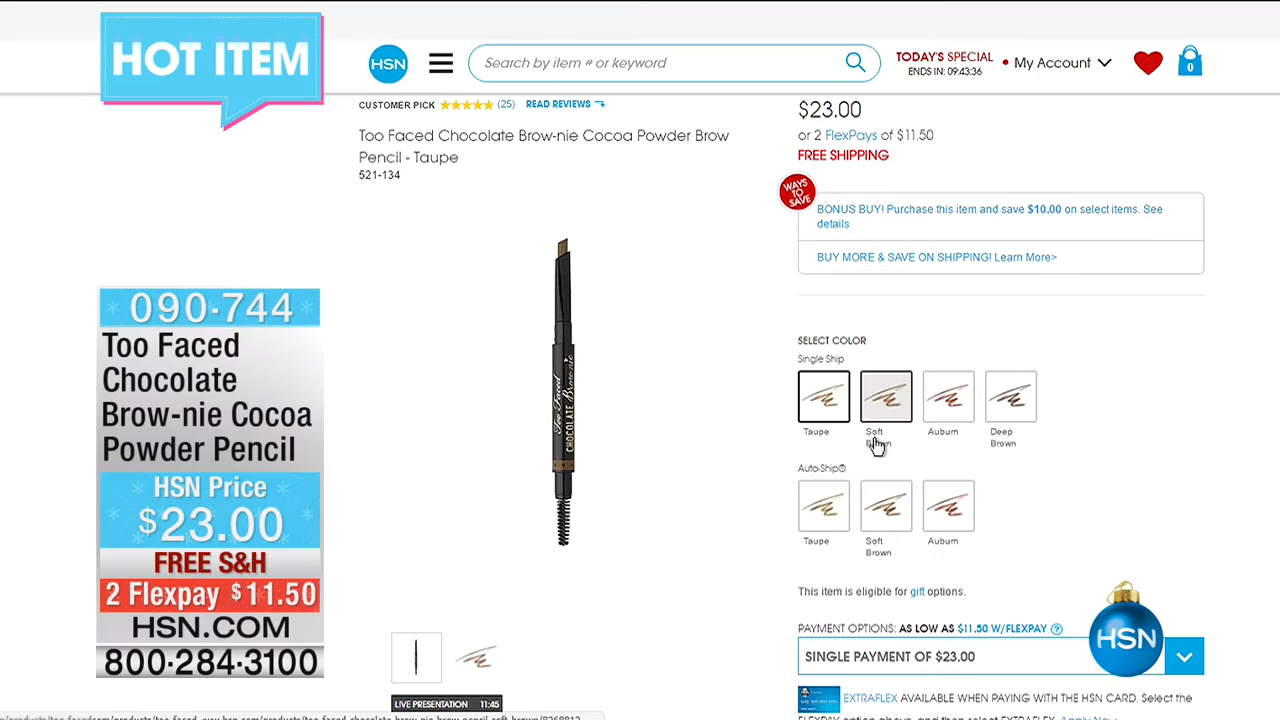 HOT ITEM
HSN
Search by item # or keyword
TODAY'S SPECIAL
ENDS IN: 09:43:36
My Account
0
CUSTOMER PICK
(25)
READ REVIEWS
Too Faced Chocolate Brow-nie Cocoa Powder Brow
Pencil - Taupe
521-134
$23.00
or 2 FlexPays of $11.50
FREE SHIPPING
WAYS
TO
SAVE
BONUS BUY! Purchase this item and save $10.00 on select items. See
details
BUY MORE & SAVE ON SHIPPING! Learn More>
090·744
Too Faced
Chocolate
Brow-nie Cocoa
Powder Pencil
HSN Price
$23.00
FREE S&H
2 Flexpay $11.50
HSN.COM
800·284·3100
Too Faced
CHOCOLATE Brow·nie
SELECT COLOR
Single Ship
Taupe
Soft
Brown
Auburn
Deep
Brown
Auto-Ship®
Taupe
Soft
Brown
Auburn
This item is eligible for gift options.
PAYMENT OPTIONS: AS LOW AS $11.50 W/FLEXPAY ?
SINGLE PAYMENT OF $23.00
HSN
LIVE PRESENTATION 11:45
EXTRAFLEX AVAILABLE WHEN PAYING WITH THE HSN CARD. Select the